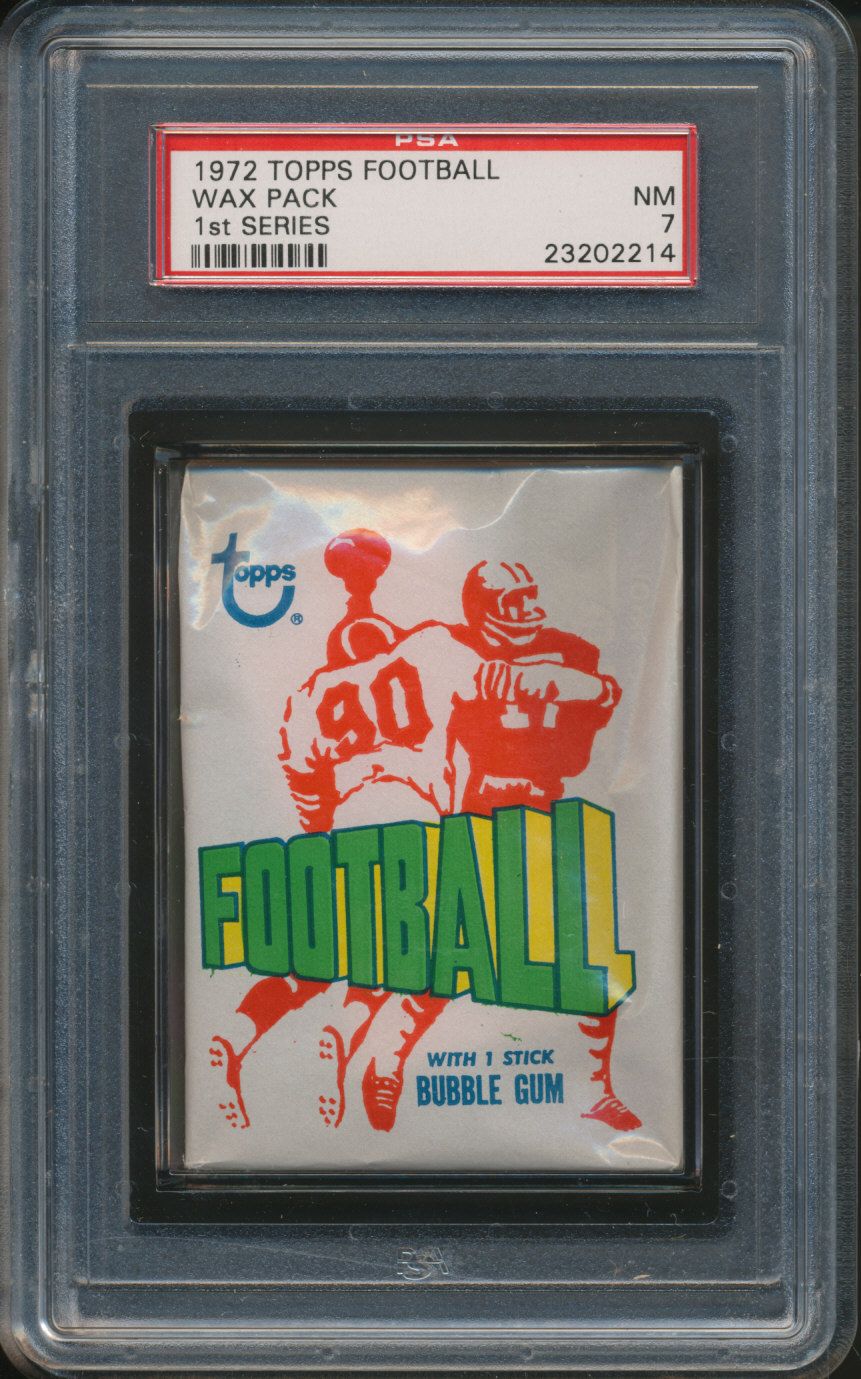 PSA
1972 TOPPS FOOTBALL
WAX PACK
NM
1st SERIES
7
23202214
Topps ®
90
FOOTBALL
WITH 1 STICK
BUBBLE GUM
PSA